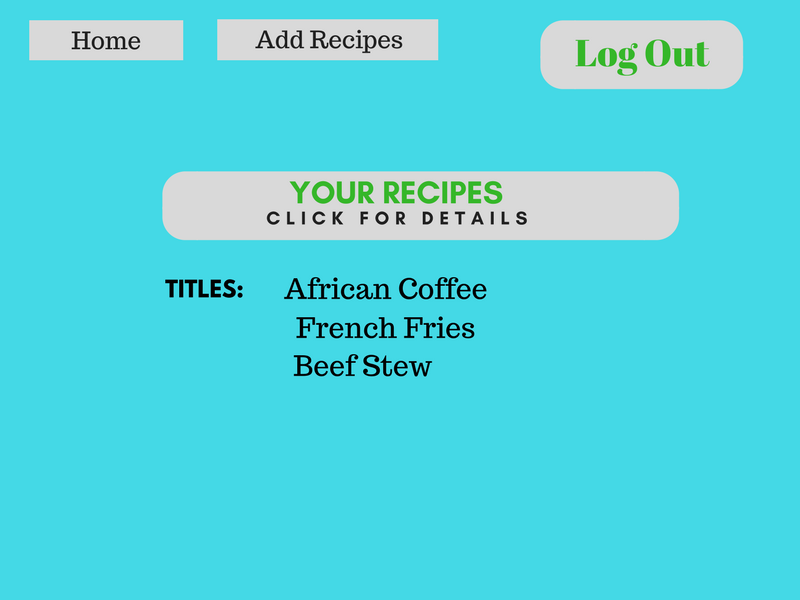 Home
Add Recipes
Log Out
YOUR RECIPES
CLICK FOR DETAILS
TITLES:
African Coffee
French Fries
Beef Stew